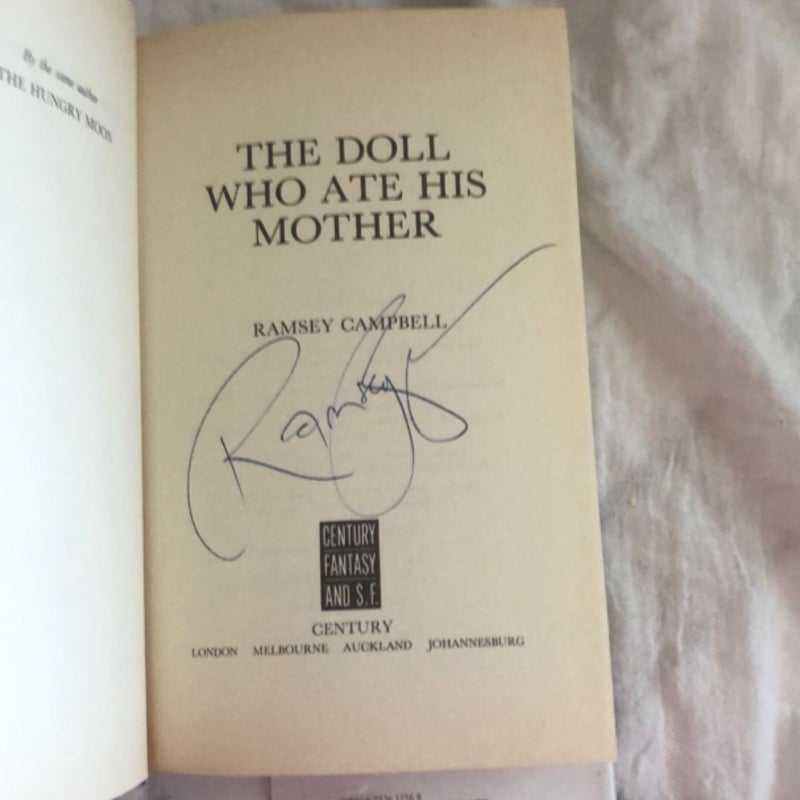 By the same author
THE HUNGRY MOON
THE DOLL
WHO ATE HIS
MOTHER
RAMSEY CAMPBELL
Ramsey
CENTURY
FANTASY
AND S.F.
CENTURY
LONDON MELBOURNE AUCKLAND JOHANNESBURG